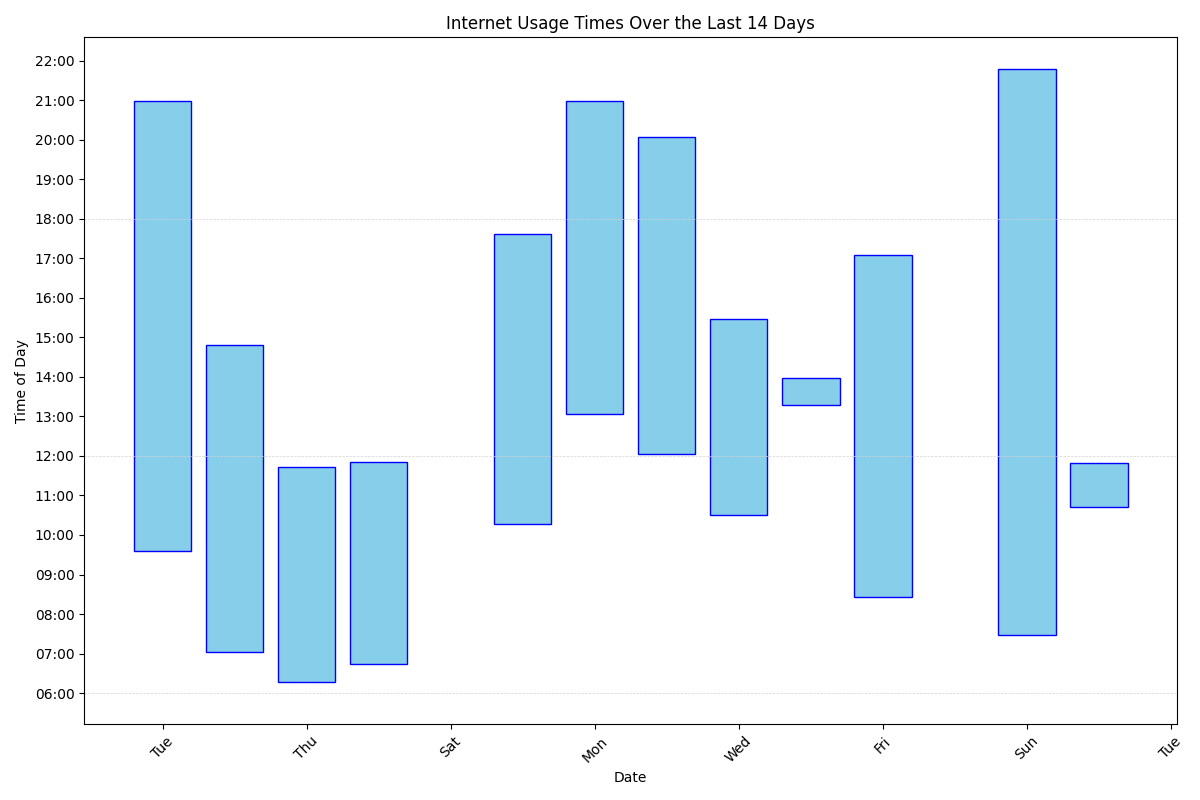 Internet Usage Times Over the Last 14 Days
Time of Day
22:00
21:00
20:00
19:00
18:00
17:00
16:00
15:00
14:00
13:00
12:00
11:00
10:00
09:00
08:00
07:00
06:00
Tue
Thu
Sat
Mon
Wed
Fri
Sun
Tue
Date